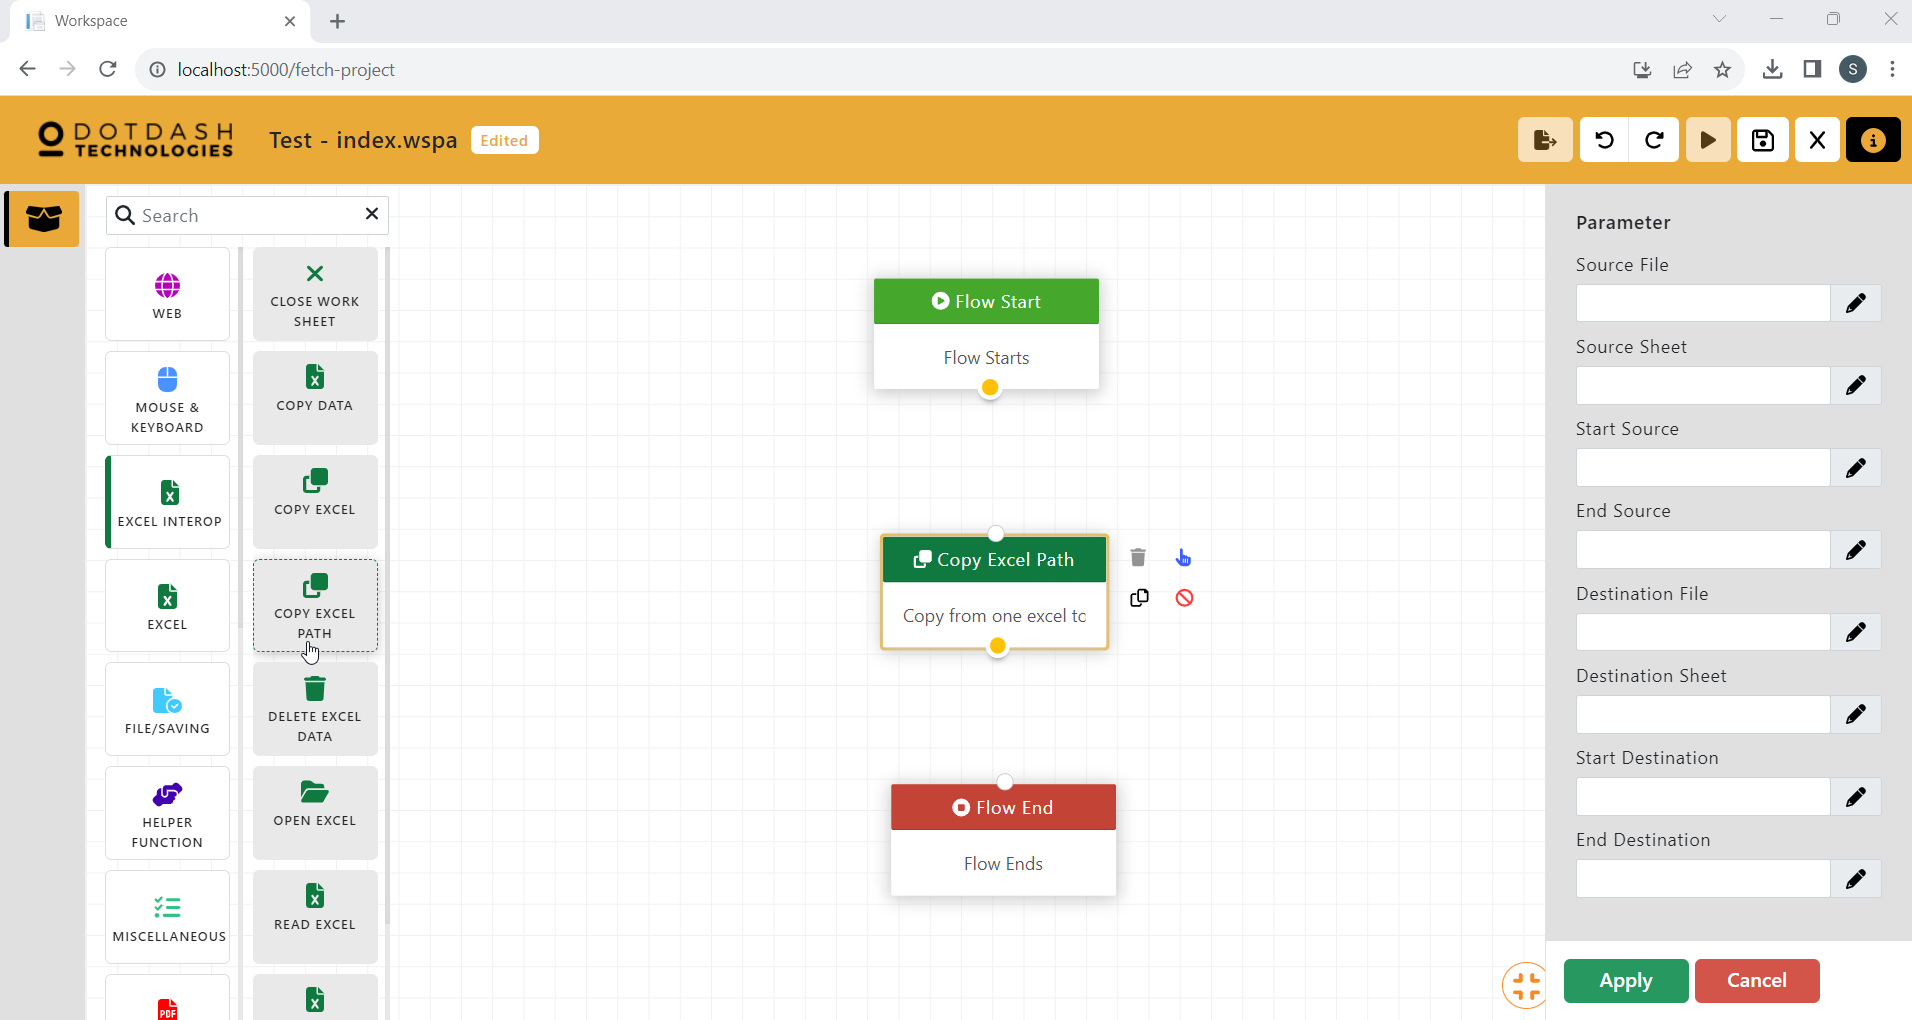 Workspace
localhost:5000/fetch-project
S
DOTDASH
TECHNOLOGIES
Test - index.wspa
Edited
Search
WEB
MOUSE &
KEYBOARD
EXCEL INTEROP
EXCEL
FILE/SAVING
HELPER
FUNCTION
MISCELLANEOUS
PDF
CLOSE WORK
SHEET
COPY DATA
COPY EXCEL
COPY EXCEL
PATH
DELETE EXCEL
DATA
OPEN EXCEL
READ EXCEL
Flow Start
Flow Starts
Copy Excel Path
Copy from one excel to
Flow End
Flow Ends
Parameter
Source File
Source Sheet
Start Source
End Source
Destination File
Destination Sheet
Start Destination
End Destination
Apply
Cancel